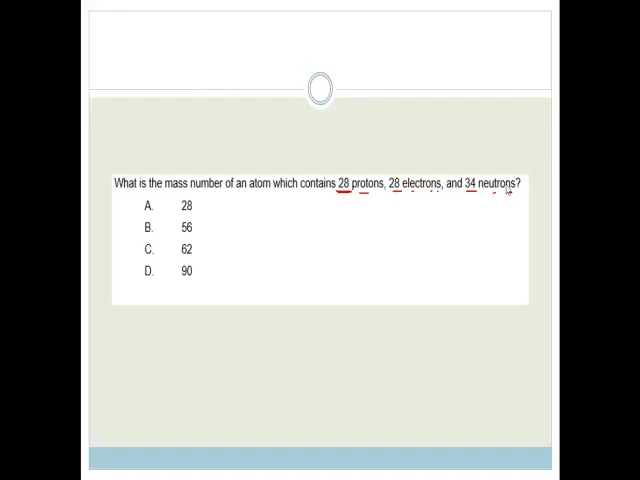 What is the mass number of an atom which contains 28 protons, 28 electrons, and 34 neutrons?
A. 28
B. 56
C. 62
D. 90